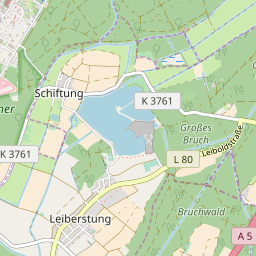 Schiftung
K 3761
Großes
Bruch
Leiboldstraße
K 3761
L 80
Leiberstung
Bruchwald
A 5